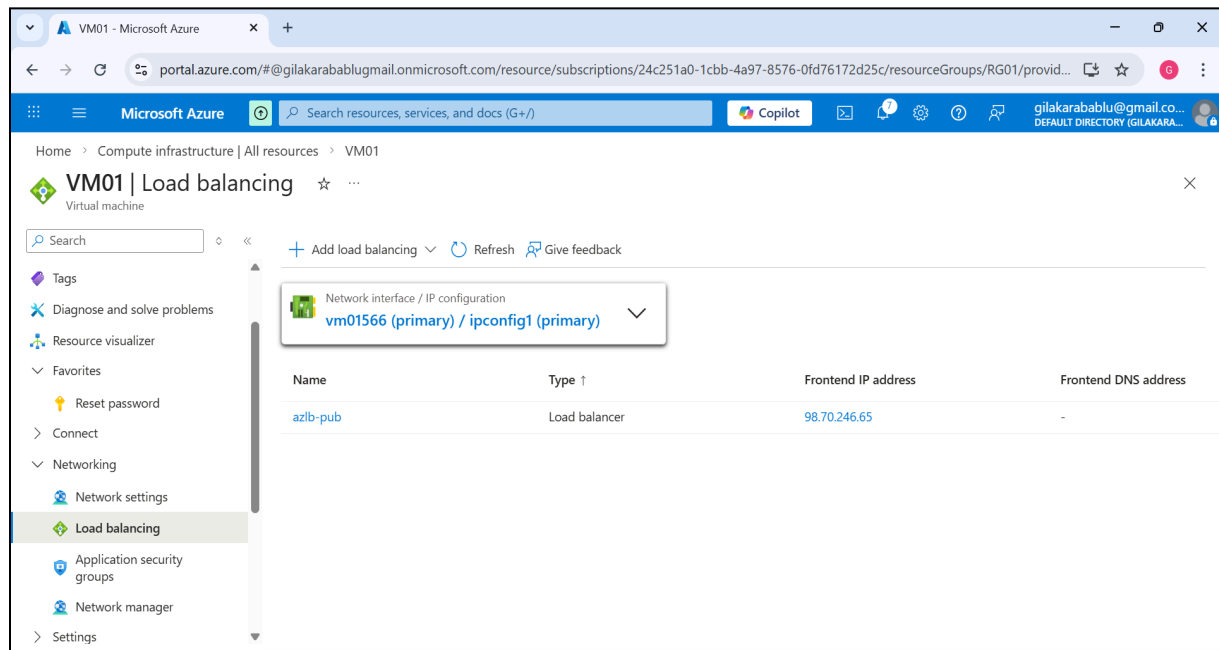 VM01 - Microsoft Azure
portal.azure.com/#@gilakarabablugmail.onmicrosoft.com/resource/subscriptions/24c251a0-1cbb-4a97-8576-0fd76172d25c/resourceGroups/RG01/provid...
G
Microsoft Azure
Search resources, services, and docs (G+/)
Copilot
7
gilakarabablu@gmail.co...
DEFAULT DIRECTORY (GILAKARA...
Home > Compute infrastructure | All resources > VM01
VM01 | Load balancing
Virtual machine
Search
Tags
Diagnose and solve problems
Resource visualizer
Favorites
Reset password
Connect
Networking
Network settings
Load balancing
Application security
groups
Network manager
Settings
Add load balancing
Refresh
Give feedback
Network interface / IP configuration
vm01566 (primary) / ipconfig1 (primary)
Name Type ↑ Frontend IP address Frontend DNS address
azlb-pub Load balancer 98.70.246.65 -